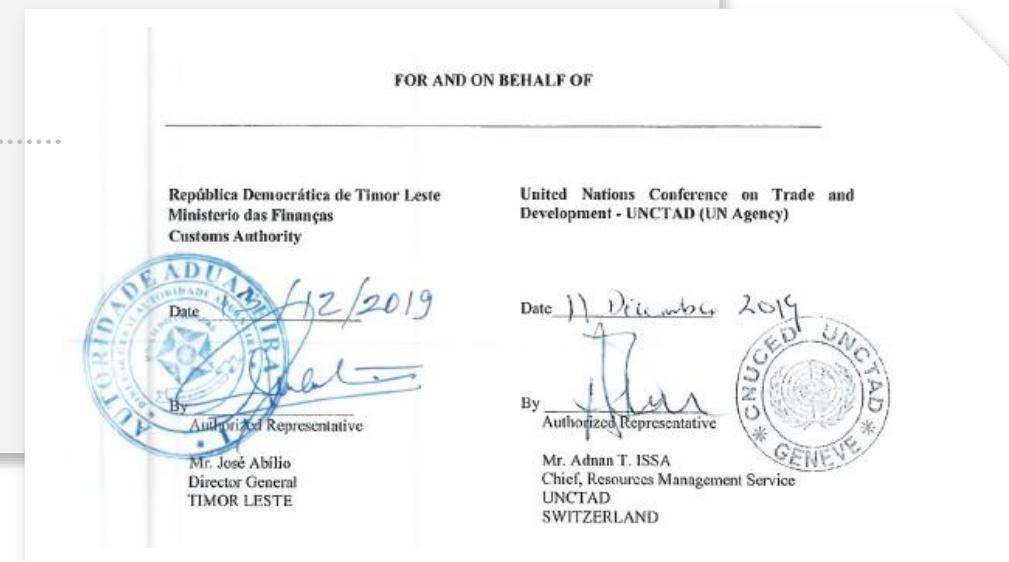 FOR AND ON BEHALF OF
República Democrática de Timor Leste
Ministerio das Finanças
Customs Authority
Date /12/2019
By
Authorized Representative
Mr. José Abílio
Director General
TIMOR LESTE
AUTORIDADE ADUANEIRA
United Nations Conference on Trade and
Development - UNCTAD (UN Agency)
Date 11 December 2019
By
Authorized Representative
Mr. Adnan T. ISSA
Chief, Resources Management Service
UNCTAD
SWITZERLAND
CNUCED UNCTAD
GENEVE